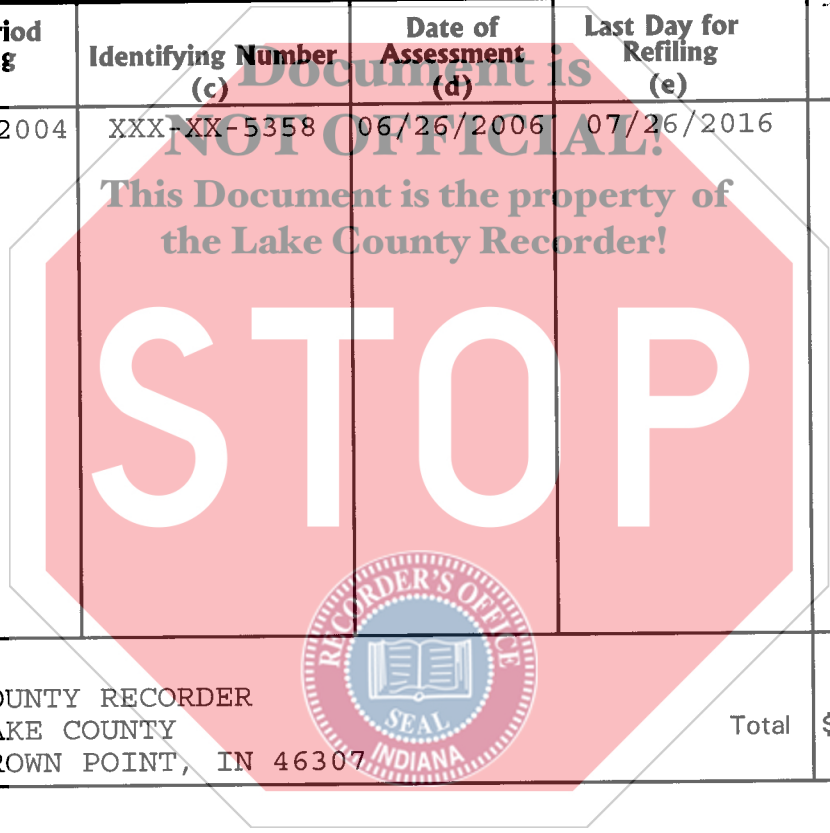 riod
g
Identifying Number
(c)
Date of
Assessment
(d)
Last Day for
Refiling
(e)
2004 XXX-XX-5358 06/26/2006 07/26/2016
Document is
NOT OFFICIAL!
This Document is the property of
the Lake County Recorder!
STOP
RECORDER'S OFFICE
SEAL
INDIANA
OUNTY RECORDER
AKE COUNTY
ROWN POINT, IN 46307
Total $